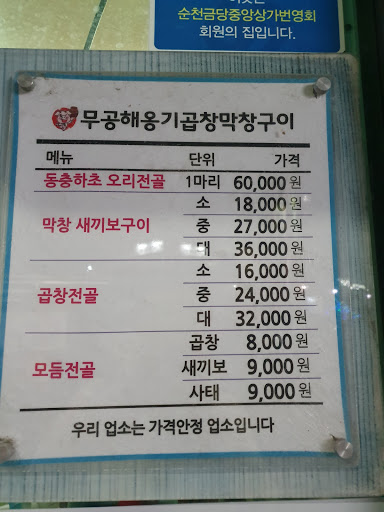 순천금당중앙상가번영회
회원의 집입니다.
무공해옹기곱창막창구이
메뉴 단위 가격
동충하초 오리전골 1마리 60,000원
소 18,000원
막창 새끼보구이 중 27,000원
대 36,000원
소 16,000원
곱창전골 중 24,000원
대 32,000원
곱창 8,000원
모듬전골 새끼보 9,000원
사태 9,000원
우리 업소는 가격안정 업소입니다